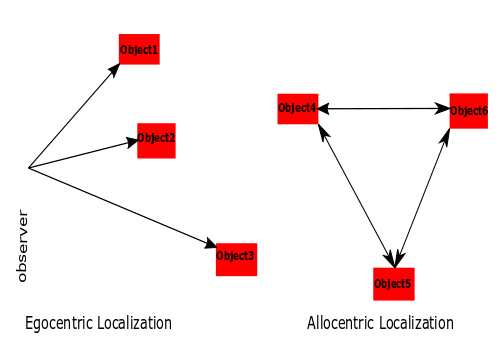 Object1
Object2
Object3
observer
Egocentric Localization
Object4
Object6
Object5
Allocentric Localization